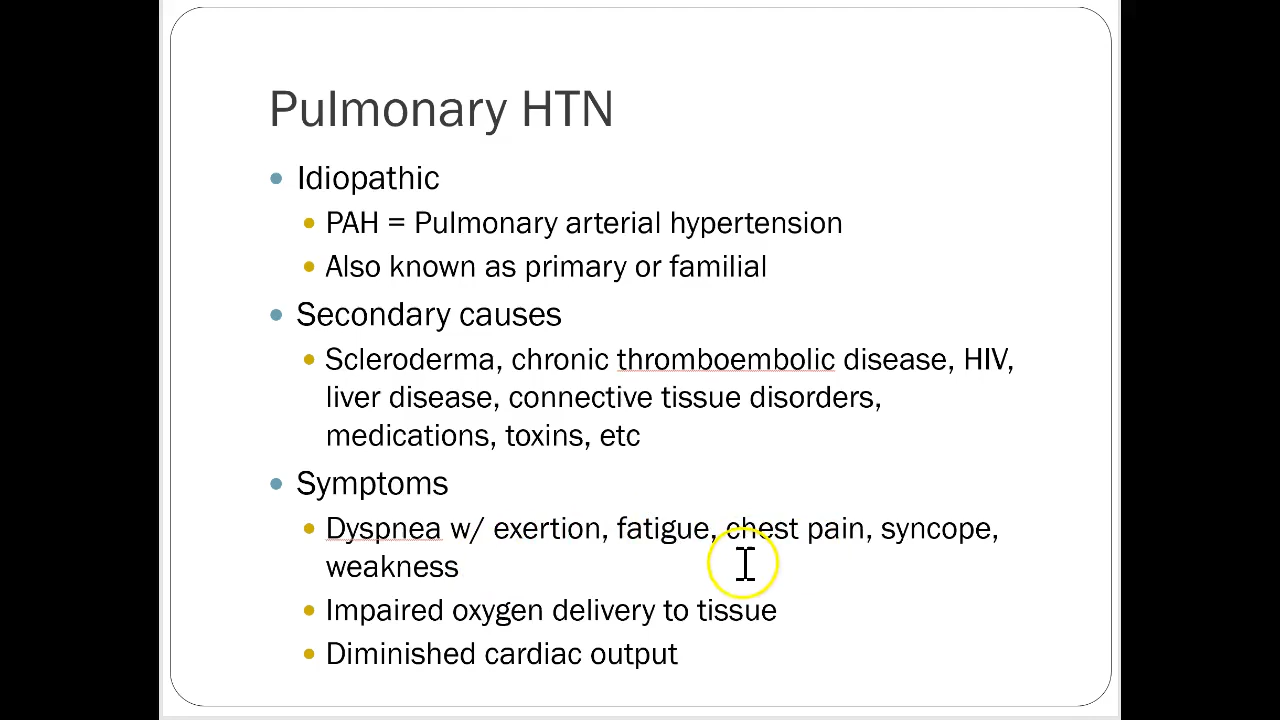 Pulmonary HTN
Idiopathic
PAH = Pulmonary arterial hypertension
Also known as primary or familial
Secondary causes
Scleroderma, chronic thromboembolic disease, HIV,
liver disease, connective tissue disorders,
medications, toxins, etc
Symptoms
Dyspnea w/ exertion, fatigue, chest pain, syncope,
weakness
Impaired oxygen delivery to tissue
Diminished cardiac output